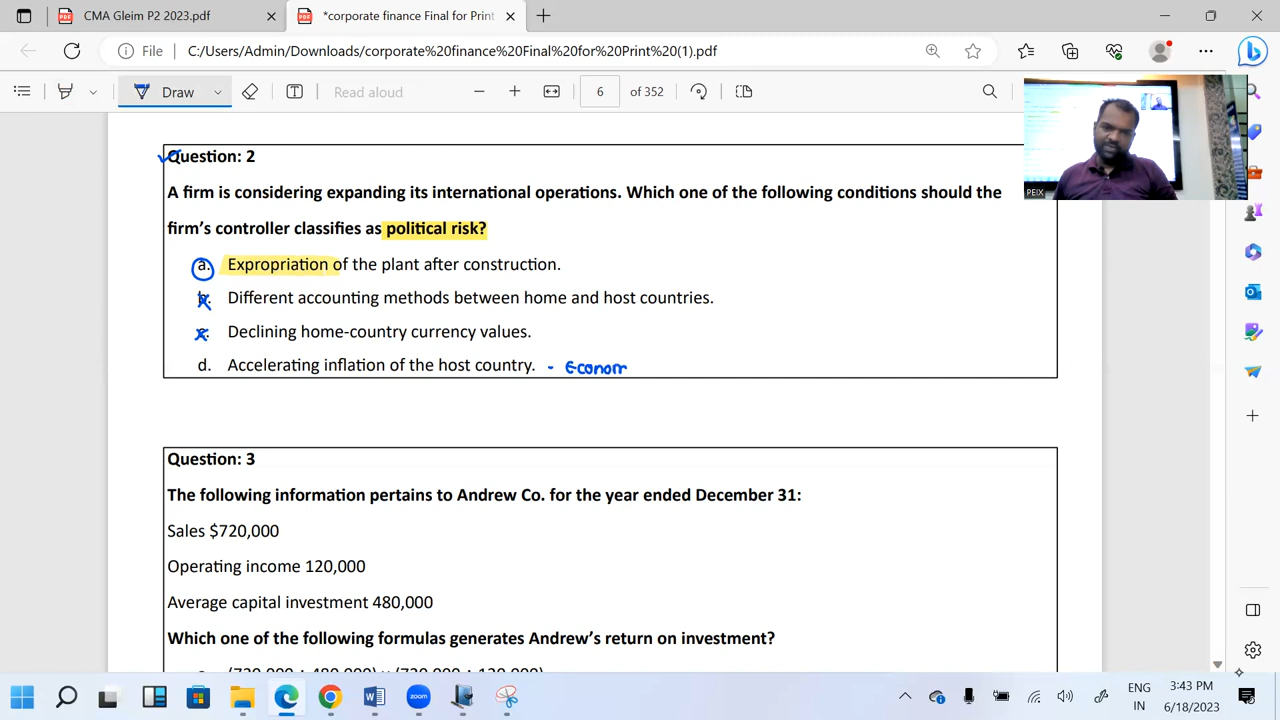 CMA Gleim P2 2023.pdf
*corporate finance Final for Print
File
C:/Users/Admin/Downloads/corporate%20finance%20Final%20for%20Print%20(1).pdf
Draw
Read aloud
6
of 352
PEIX
Question: 2
A firm is considering expanding its international operations. Which one of the following conditions should the
firm's controller classifies as political risk?
a. Expropriation of the plant after construction.
b. Different accounting methods between home and host countries.
c. Declining home-country currency values.
d. Accelerating inflation of the host country. - Econom
Question: 3
The following information pertains to Andrew Co. for the year ended December 31:
Sales $720,000
Operating income 120,000
Average capital investment 480,000
Which one of the following formulas generates Andrew's return on investment?
zoom
ENG
IN
3:43 PM
6/18/2023